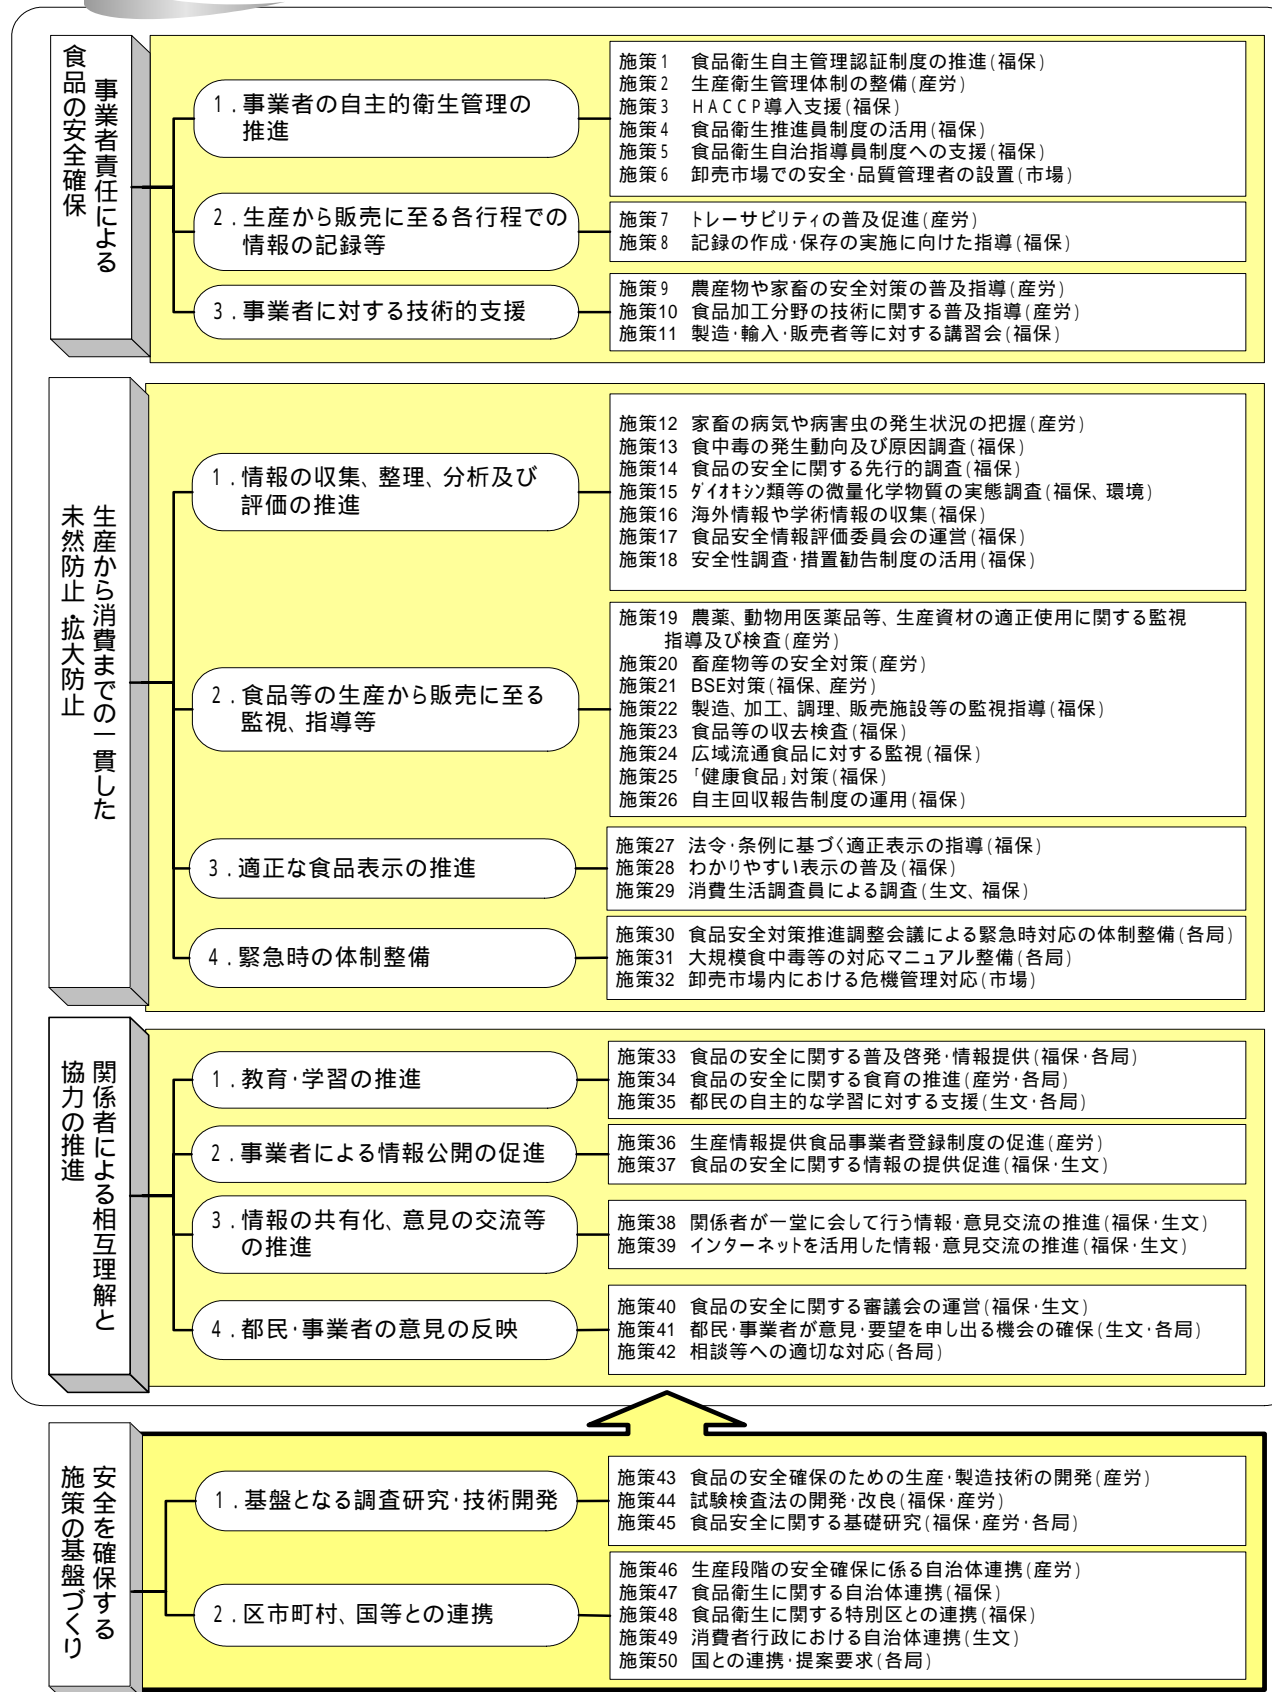 事業者責任による
食品の安全確保
1．事業者の自主的衛生管理の
推進
施策1 食品衛生自主管理認証制度の推進(福保)
施策2 生産衛生管理体制の整備(産労)
施策3 HACCP導入支援(福保)
施策4 食品衛生推進員制度の活用(福保)
施策5 食品衛生自治指導員制度への支援(福保)
施策6 卸売市場での安全・品質管理者の設置(市場)
2．生産から販売に至る各行程での
情報の記録等
施策7 トレーサビリティの普及促進(産労)
施策8 記録の作成・保存の実施に向けた指導(福保)
3．事業者に対する技術的支援
施策9 農産物や家畜の安全対策の普及指導(産労)
施策10 食品加工分野の技術に関する普及指導(産労)
施策11 製造・輸入・販売者等に対する講習会(福保)
生産から消費までの一貫した
未然防止・拡大防止
1．情報の収集、整理、分析及び
評価の推進
施策12 家畜の病気や病害虫の発生状況の把握(産労)
施策13 食中毒の発生動向及び原因調査(福保)
施策14 食品の安全に関する先行的調査(福保)
施策15 ダイオキシン類等の微量化学物質の実態調査(福保、環境)
施策16 海外情報や学術情報の収集(福保)
施策17 食品安全情報評価委員会の運営(福保)
施策18 安全性調査・措置勧告制度の活用(福保)
2．食品等の生産から販売に至る
監視、指導等
施策19 農薬、動物用医薬品等、生産資材の適正使用に関する監視
指導及び検査(産労)
施策20 畜産物等の安全対策(産労)
施策21 BSE対策(福保、産労)
施策22 製造、加工、調理、販売施設等の監視指導(福保)
施策23 食品等の収去検査(福保)
施策24 広域流通食品に対する監視(福保)
施策25 「健康食品」対策(福保)
施策26 自主回収報告制度の運用(福保)
3．適正な食品表示の推進
施策27 法令・条例に基づく適正表示の指導(福保)
施策28 わかりやすい表示の普及(福保)
施策29 消費生活調査員による調査(生文、福保)
4．緊急時の体制整備
施策30 食品安全対策推進調整会議による緊急時対応の体制整備(各局)
施策31 大規模食中毒等の対応マニュアル整備(各局)
施策32 卸売市場内における危機管理対応(市場)
関係者による相互理解と
協力の推進
1．教育・学習の推進
施策33 食品の安全に関する普及啓発・情報提供(福保・各局)
施策34 食品の安全に関する食育の推進(産労・各局)
施策35 都民の自主的な学習に対する支援(生文・各局)
2．事業者による情報公開の促進
施策36 生産情報提供食品事業者登録制度の促進(産労)
施策37 食品の安全に関する情報の提供促進(福保・生文)
3．情報の共有化、意見の交流等
の推進
施策38 関係者が一堂に会して行う情報・意見交流の推進(福保・生文)
施策39 インターネットを活用した情報・意見交流の推進(福保・生文)
4．都民・事業者の意見の反映
施策40 食品の安全に関する審議会の運営(福保・生文)
施策41 都民・事業者が意見・要望を申し出る機会の確保(生文・各局)
施策42 相談等への適切な対応(各局)
安全を確保する
施策の基盤づくり
1．基盤となる調査研究・技術開発
施策43 食品の安全確保のための生産・製造技術の開発(産労)
施策44 試験検査法の開発・改良(福保・産労)
施策45 食品安全に関する基礎研究(福保・産労・各局)
2．区市町村、国等との連携
施策46 生産段階の安全確保に係る自治体連携(産労)
施策47 食品衛生に関する自治体連携(福保)
施策48 食品衛生に関する特別区との連携(福保)
施策49 消費者行政における自治体連携(生文)
施策50 国との連携・提案要求(各局)